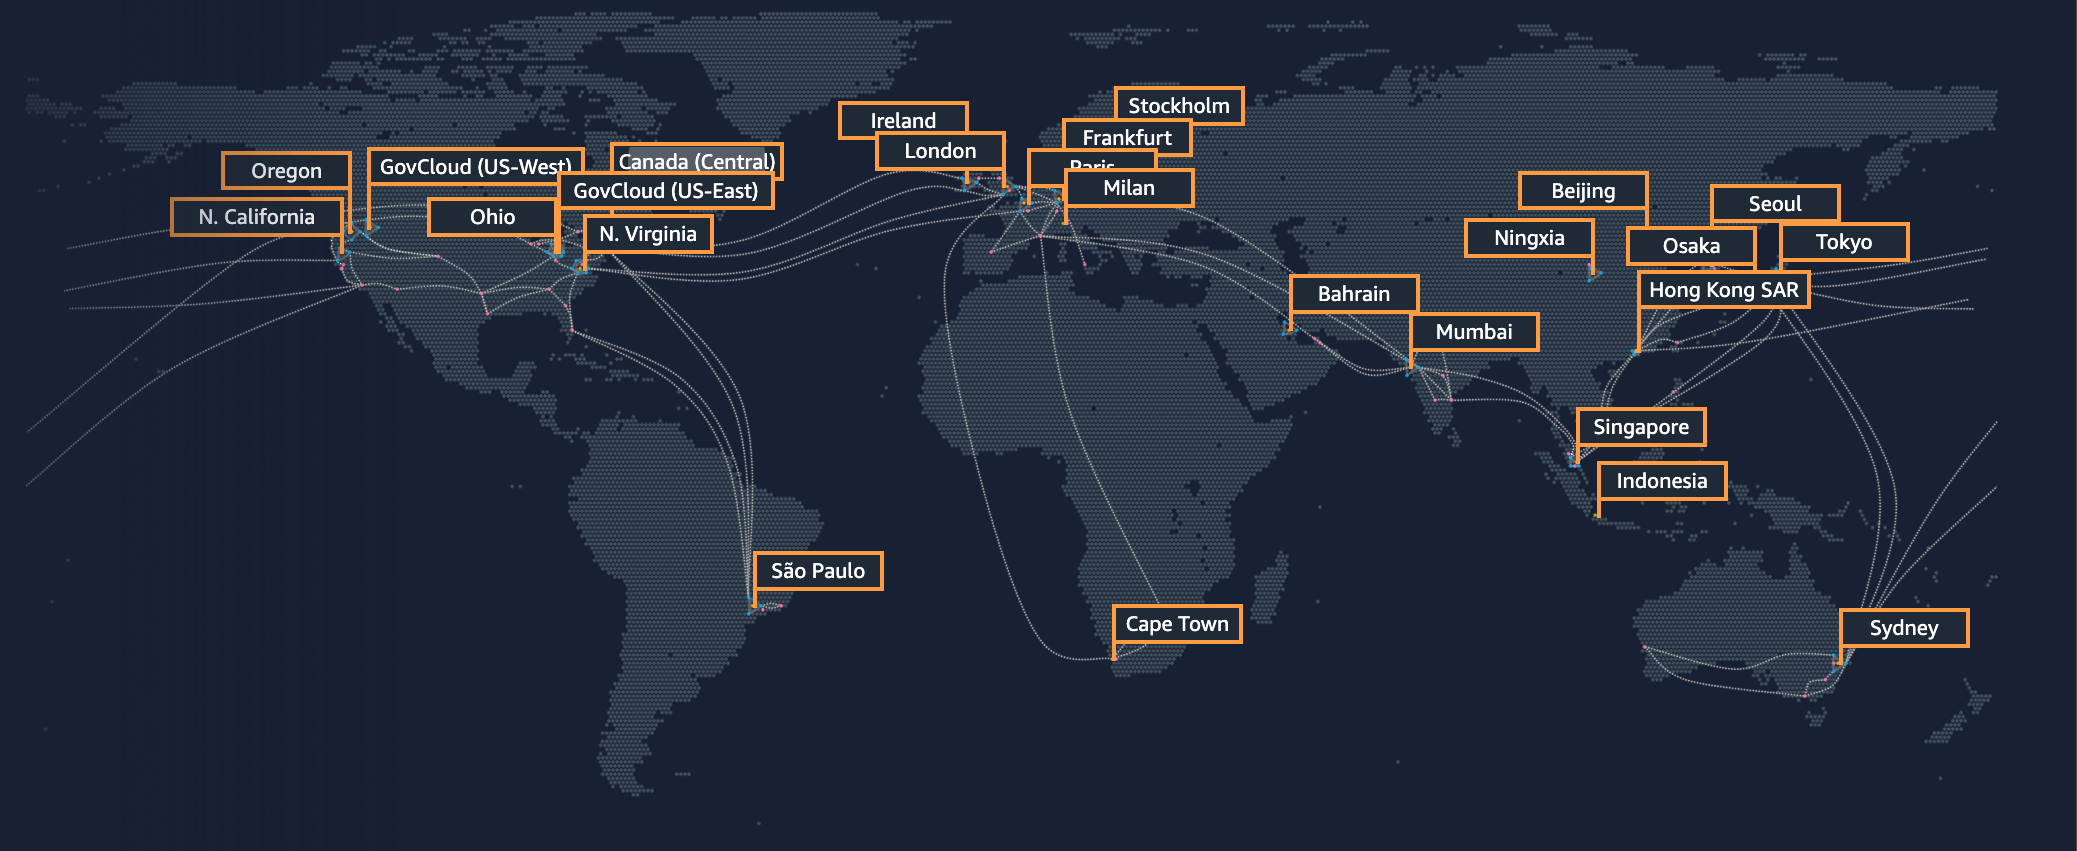 Stockholm
Ireland
Frankfurt
London
Paris
Milan
Oregon
GovCloud (US-West)
Canada (Central)
GovCloud (US-East)
N. California
Ohio
N. Virginia
Beijing
Seoul
Ningxia
Osaka
Tokyo
Hong Kong SAR
Bahrain
Mumbai
Singapore
Indonesia
São Paulo
Cape Town
Sydney